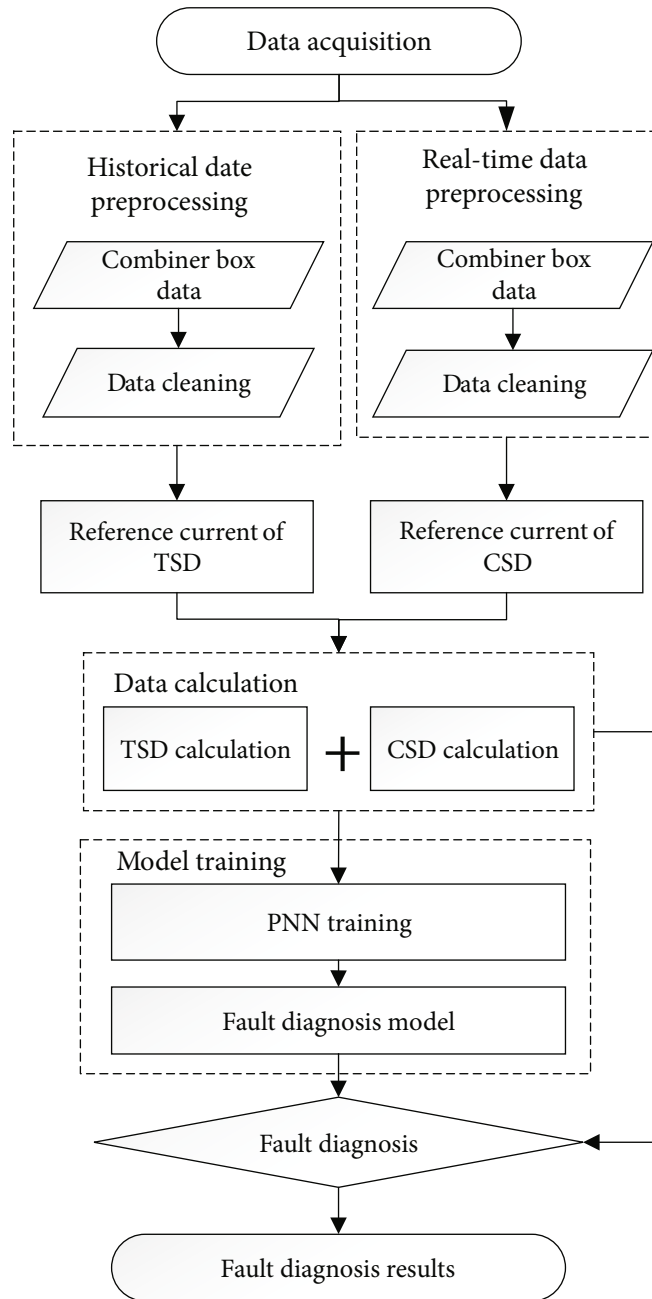 Data acquisition
Historical date
preprocessing
Combiner box
data
Data cleaning
Real-time data
preprocessing
Combiner box
data
Data cleaning
Reference current of
TSD
Reference current of
CSD
Data calculation
TSD calculation
+
CSD calculation
Model training
PNN training
Fault diagnosis model
Fault diagnosis
Fault diagnosis results